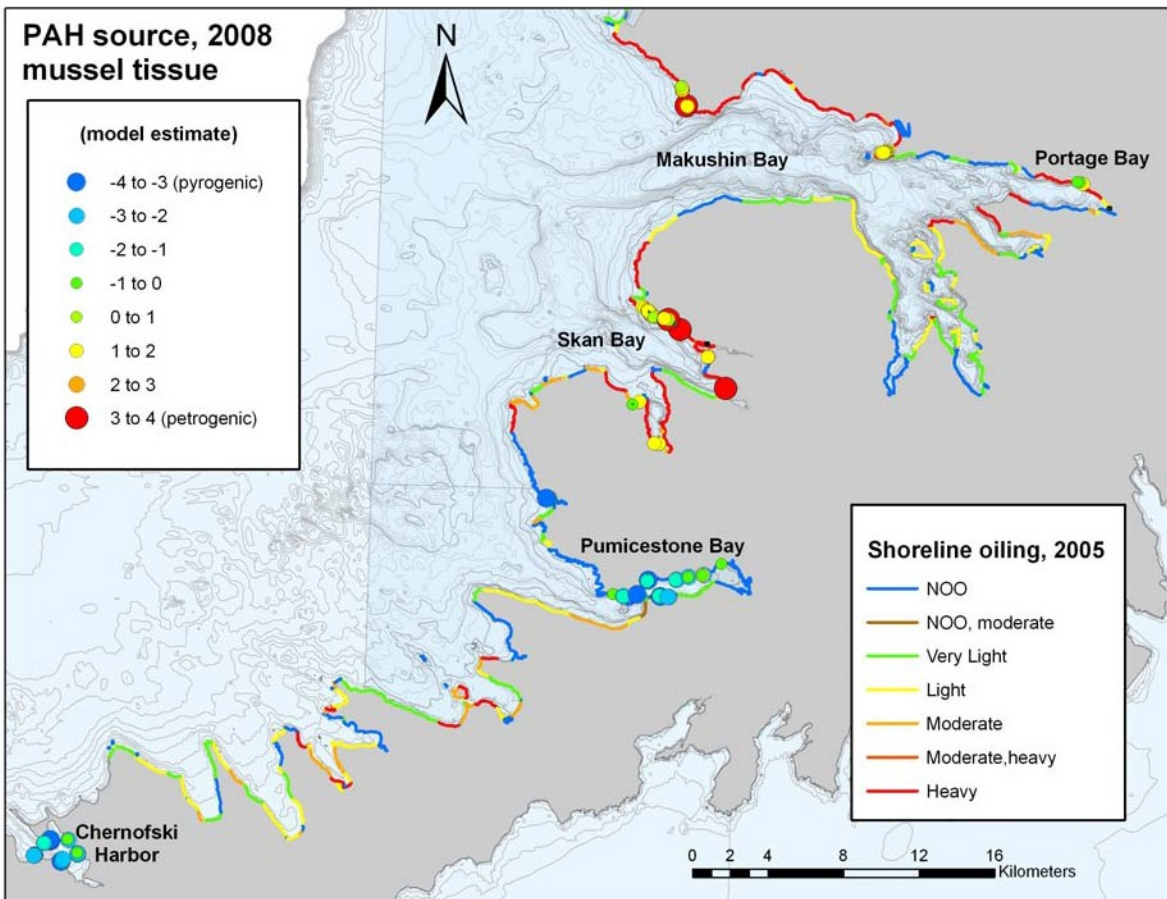 PAH source, 2008
mussel tissue
N
(model estimate)
-4 to -3 (pyrogenic)
-3 to -2
-2 to -1
-1 to 0
0 to 1
1 to 2
2 to 3
3 to 4 (petrogenic)
Makushin Bay
Portage Bay
Skan Bay
Pumicestone Bay
Chernofski
Harbor
Shoreline oiling, 2005
NOO
NOO, moderate
Very Light
Light
Moderate
Moderate,heavy
Heavy
0 2 4 8 12 16
Kilometers